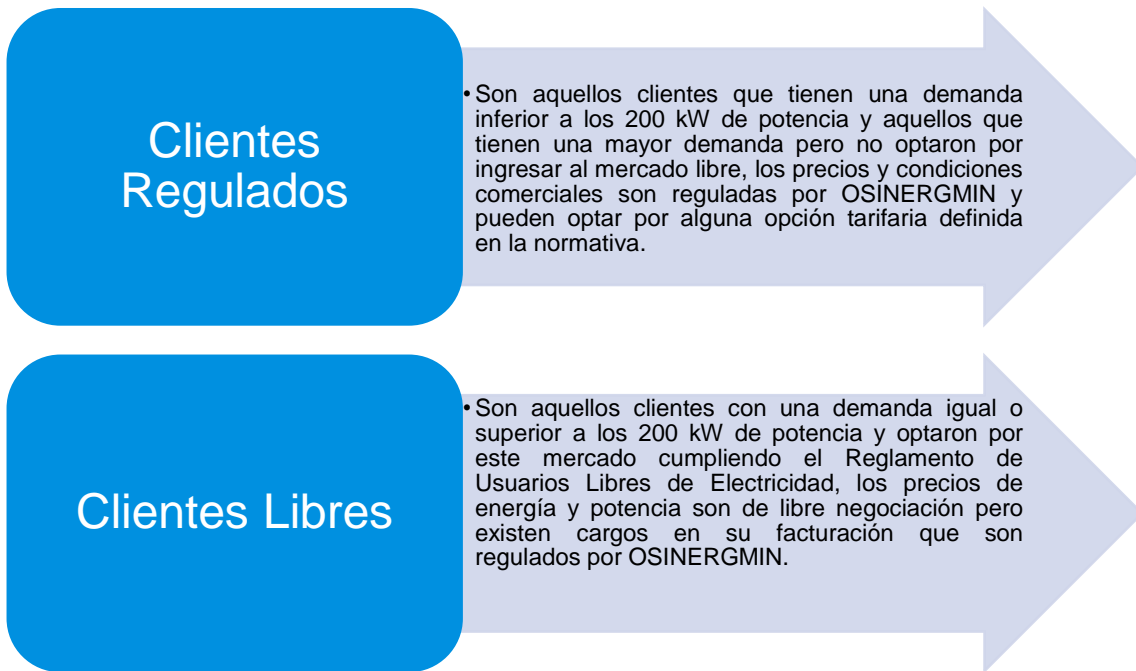 Clientes
Regulados
• Son aquellos clientes que tienen una demanda
inferior a los 200 kW de potencia y aquellos que
tienen una mayor demanda pero no optaron por
ingresar al mercado libre, los precios y condiciones
comerciales son reguladas por OSINERGMIN y
pueden optar por alguna opción tarifaria definida
en la normativa.
Clientes Libres
• Son aquellos clientes con una demanda igual o
superior a los 200 kW de potencia y optaron por
este mercado cumpliendo el Reglamento de
Usuarios Libres de Electricidad, los precios de
energía y potencia son de libre negociación pero
existen cargos en su facturación que son
regulados por OSINERGMIN.